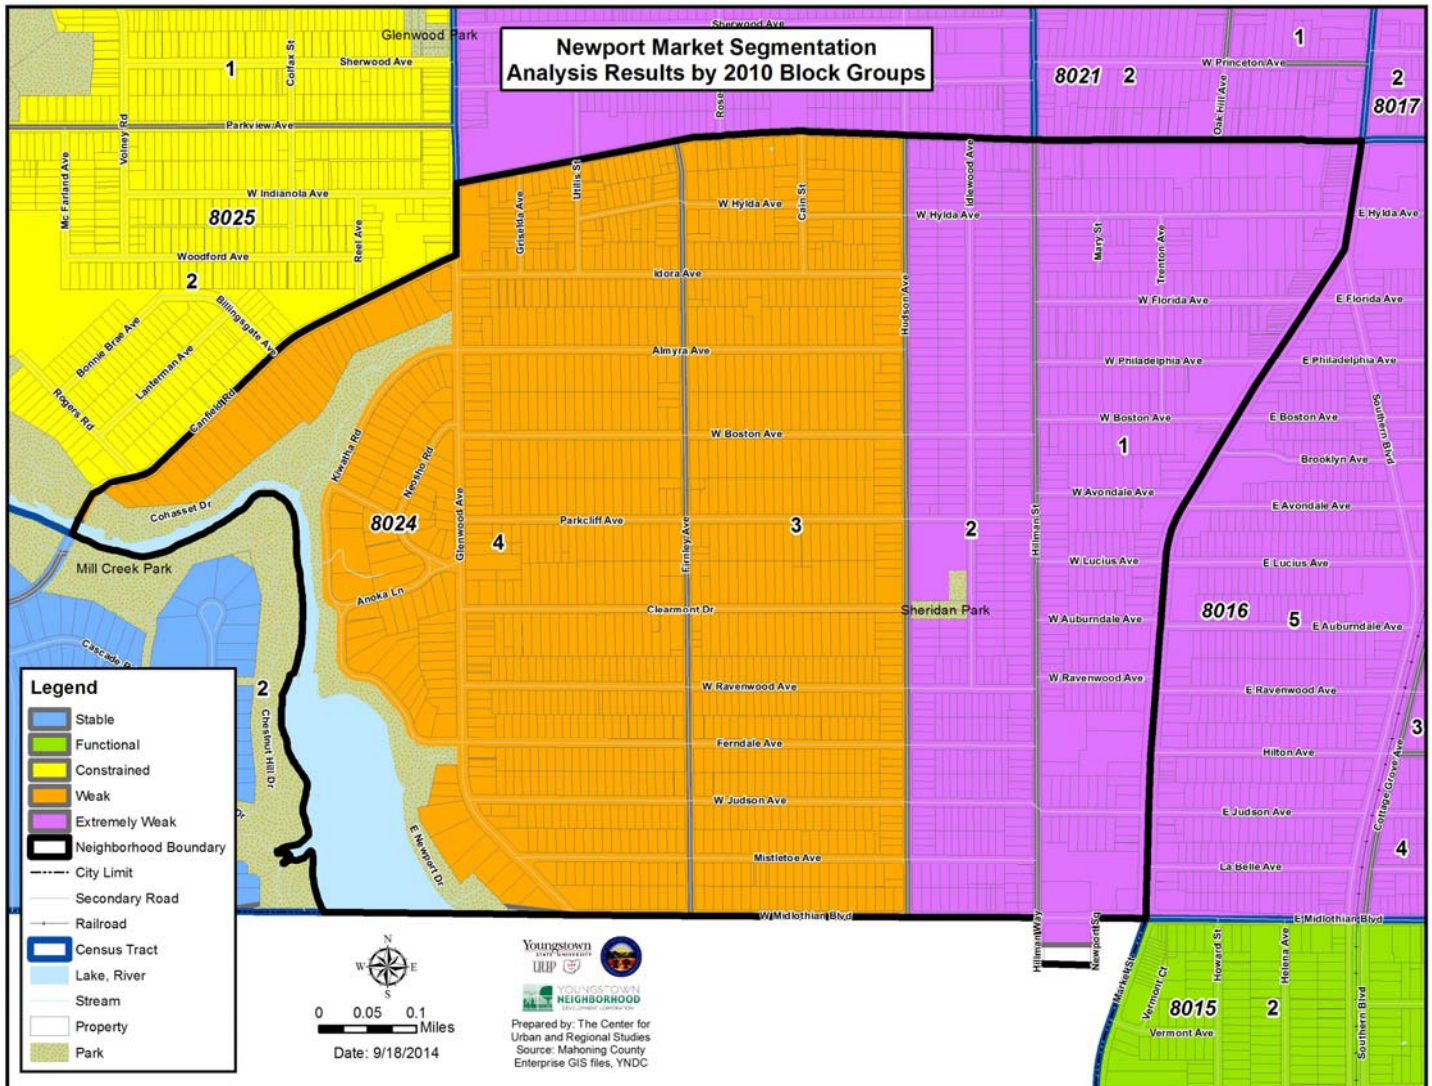 Newport Market Segmentation
Analysis Results by 2010 Block Groups
Glenwood Park
Sherwood Ave
1
Colfax St
Sherwood Ave
1
W Princeton Ave
8021
2
2
8017
Oak Hill Ave
Rose
Parkview Ave
Volney Rd
Mc Farland Ave
W Indianola Ave
8025
Reel Ave
Woodford Ave
2
Billingsgate Ave
Bonnie Brae Ave
Lanterman Ave
Rogers Rd
Canfield Rd
Griselda Ave
Utilis St
W Hylda Ave
Cain St
W Hylda Ave
Idlewood Ave
Mary St
Trenton Ave
E Hylda Ave
Idora Ave
Hudson Ave
W Florida Ave
E Florida Ave
Almyra Ave
W Philadelphia Ave
E Philadelphia Ave
Kiwatha Rd
Neosho Rd
W Boston Ave
W Boston Ave
E Boston Ave
Southern Blvd
1
Brooklyn Ave
W Avondale Ave
E Avondale Ave
Cohasset Dr
8024
Glenwood Ave
4
Parkcliff Ave
Firnley Ave
3
2
Hillman St
Mill Creek Park
W Lucius Ave
E Lucius Ave
Anoka Ln
Clearmont Dr
Sheridan Park
W Auburndale Ave
8016
5
E Auburndale Ave
2
Chestnut Hill Dr
W Ravenwood Ave
W Ravenwood Ave
E Ravenwood Ave
3
Ferndale Ave
Hilton Ave
Cottage Grove Ave
W Judson Ave
E Judson Ave
E Newport Dr
Mistletoe Ave
La Belle Ave
4
W Midlothian Blvd
E Midlothian Blvd
Hillman Way
Newport Sq
Market St
Vermont Ct
Vermont Ave
8015
Howard St
2
Helena Ave
Southern Blvd
Legend
Stable
Functional
Constrained
Weak
Extremely Weak
Neighborhood Boundary
City Limit
Secondary Road
Railroad
Census Tract
Lake, River
Stream
Property
Park
N
W
E
S
0 0.05 0.1
Miles
Date: 9/18/2014
Youngstown
STATE UNIVERSITY
UUP
YOUNGSTOWN
NEIGHBORHOOD
DEVELOPMENT CORPORATION
Prepared by: The Center for
Urban and Regional Studies
Source: Mahoning County
Enterprise GIS files, YNDC